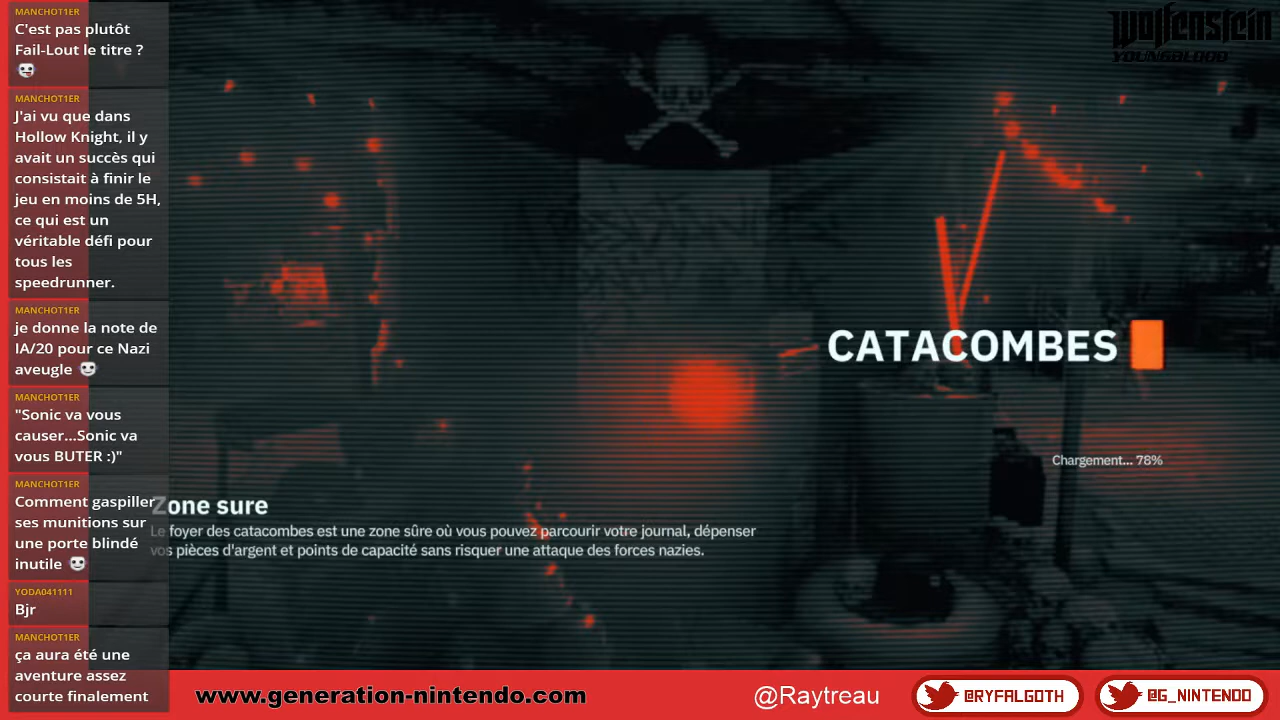 MANCHOT1ER
C'est pas plutôt
Fail-Lout le titre ?
MANCHOT1ER
J'ai vu que dans
Hollow Knight, il y
avait un succès qui
consistait à finir le
jeu en moins de 5H,
ce qui est un
véritable défi pour
tous les
speedrunner.
MANCHOT1ER
je donne la note de
IA/20 pour ce Nazi
aveugle
MANCHOT1ER
"Sonic va vous
causer...Sonic va
vous BUTER :)"
MANCHOT1ER
Comment gaspiller
ses munitions sur
une porte blindé
inutile
YODA041111
Bjr
MANCHOT1ER
ça aura été une
aventure assez
courte finalement
Wolfenstein
YOUNGBLOOD
CATACOMBES
Chargement... 78%
Zone sure
Le foyer des catacombes est une zone sûre où vous pouvez parcourir votre journal, dépenser
vos pièces d'argent et points de capacité sans risquer une attaque des forces nazies.
www.generation-nintendo.com
@Raytreau
@RYFALGOTH
@G_NINTENDO